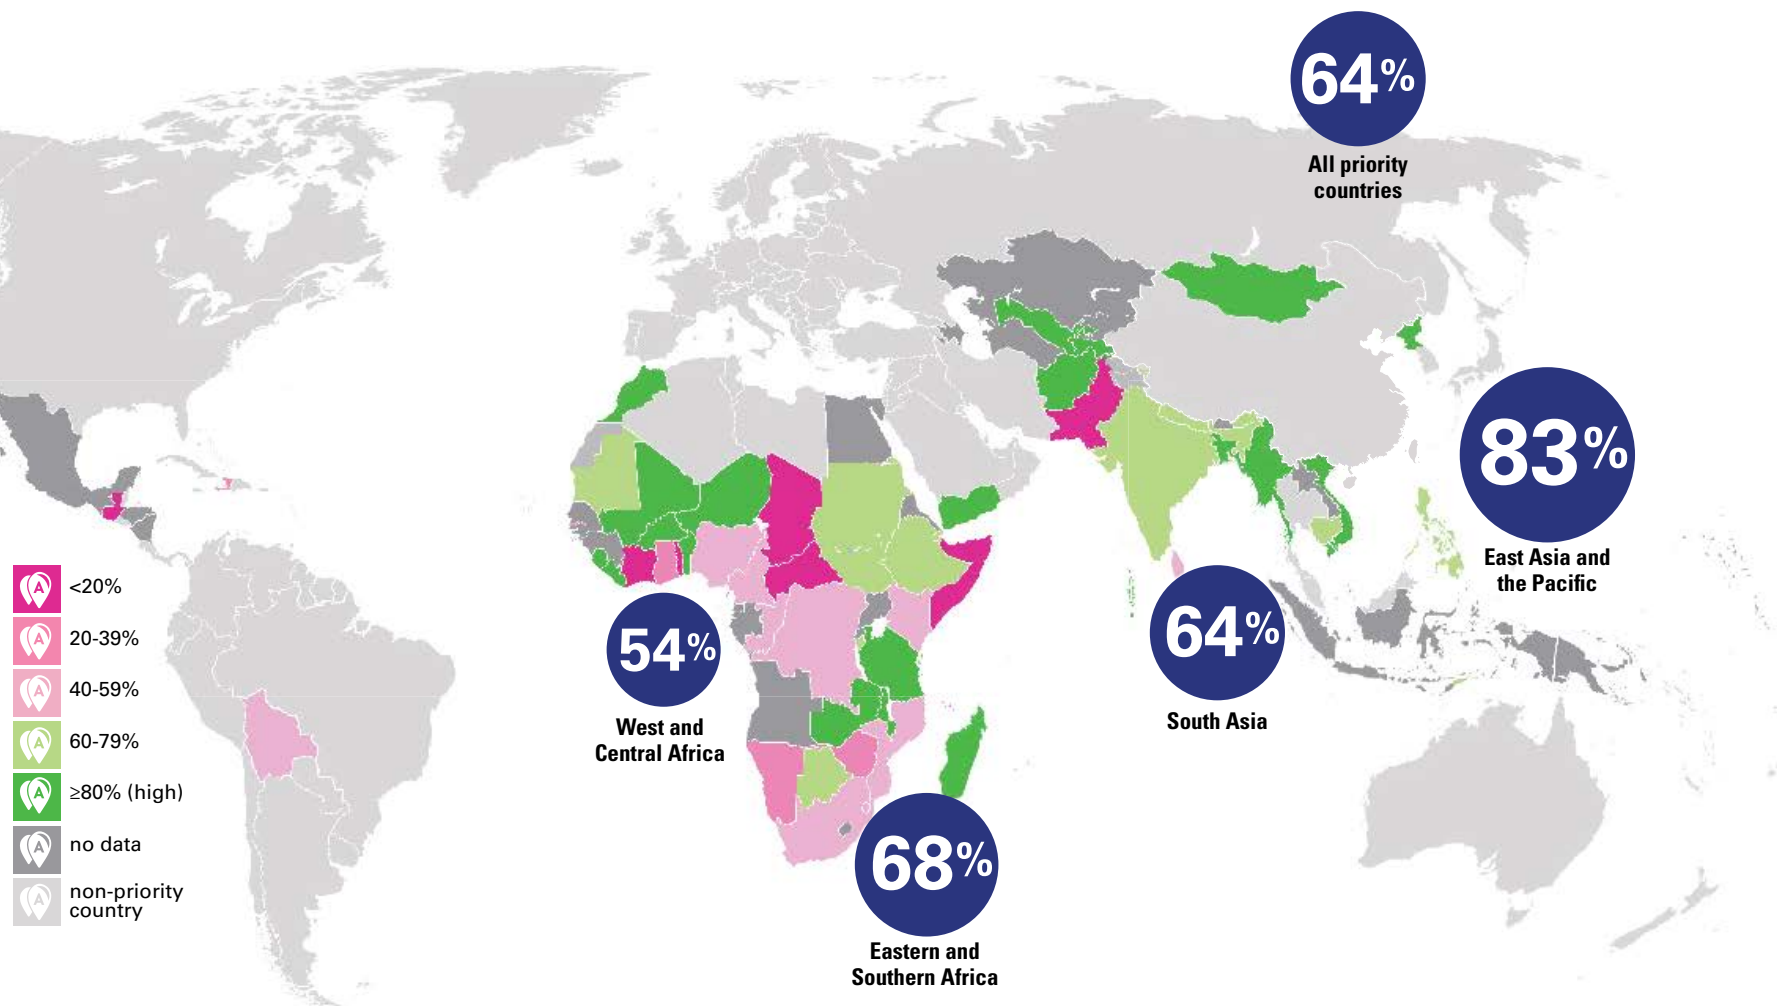 64%
All priority
countries
83%
East Asia and
the Pacific
64%
South Asia
54%
West and
Central Africa
68%
Eastern and
Southern Africa
A <20%
A 20-39%
A 40-59%
A 60-79%
A ≥80% (high)
A no data
A non-priority
country